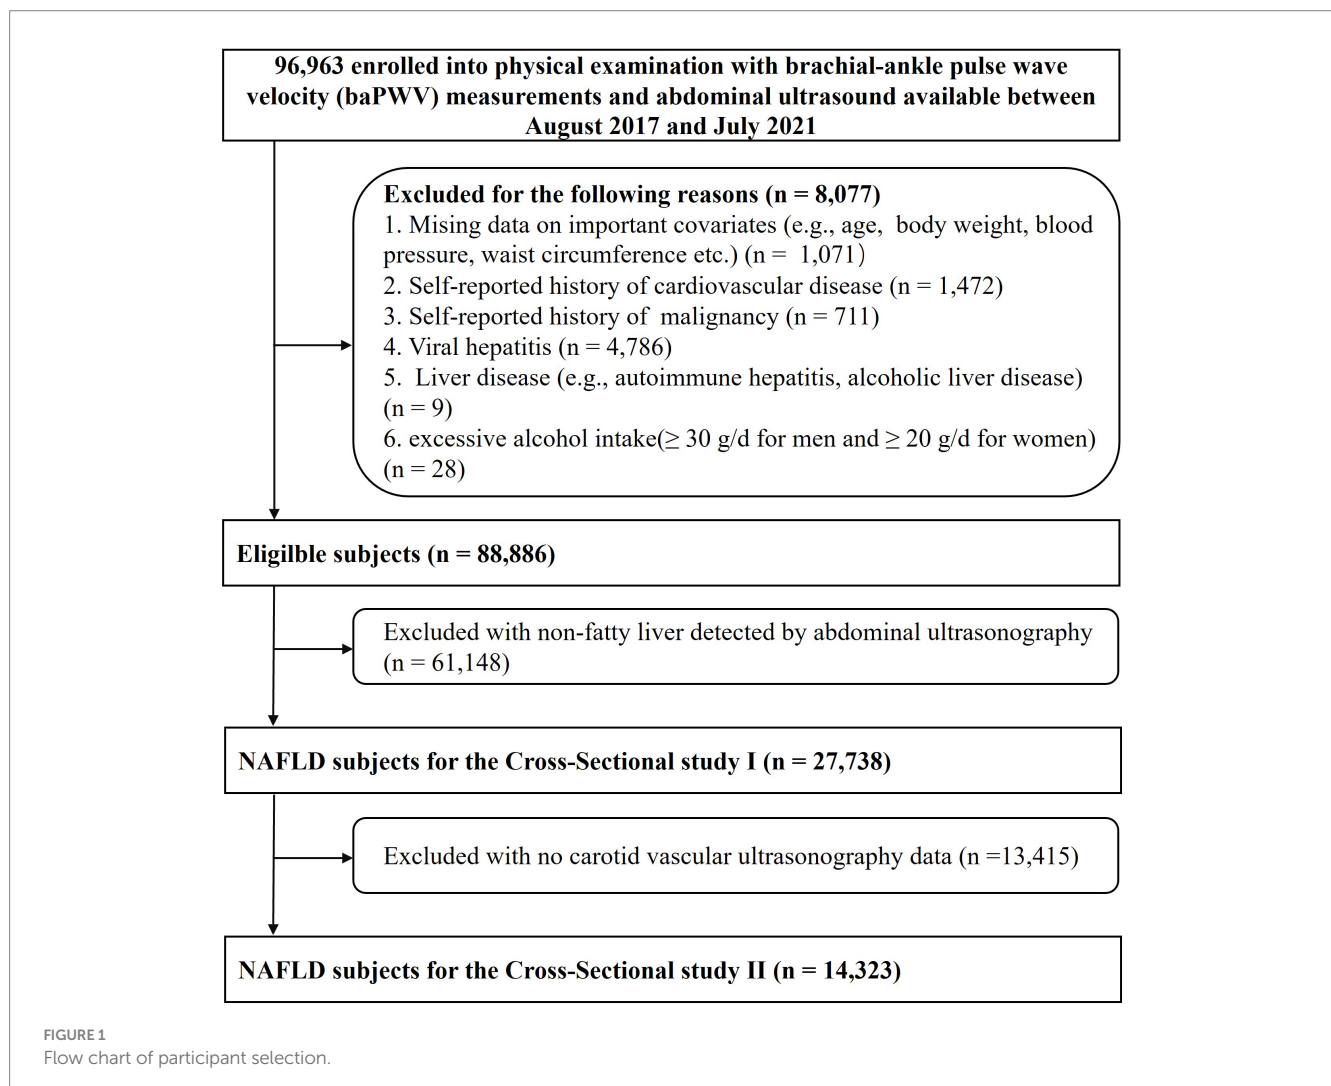 96,963 enrolled into physical examination with brachial-ankle pulse wave
velocity (baPWV) measurements and abdominal ultrasound available between
August 2017 and July 2021
Excluded for the following reasons (n = 8,077)
1. Mising data on important covariates (e.g., age, body weight, blood
pressure, waist circumference etc.) (n = 1,071)
2. Self-reported history of cardiovascular disease (n = 1,472)
3. Self-reported history of malignancy (n = 711)
4. Viral hepatitis (n = 4,786)
5. Liver disease (e.g., autoimmune hepatitis, alcoholic liver disease)
(n = 9)
6. excessive alcohol intake(≥ 30 g/d for men and ≥ 20 g/d for women)
(n = 28)
Eligilble subjects (n = 88,886)
Excluded with non-fatty liver detected by abdominal ultrasonography
(n = 61,148)
NAFLD subjects for the Cross-Sectional study I (n = 27,738)
Excluded with no carotid vascular ultrasonography data (n =13,415)
NAFLD subjects for the Cross-Sectional study II (n = 14,323)
FIGURE 1
Flow chart of participant selection.